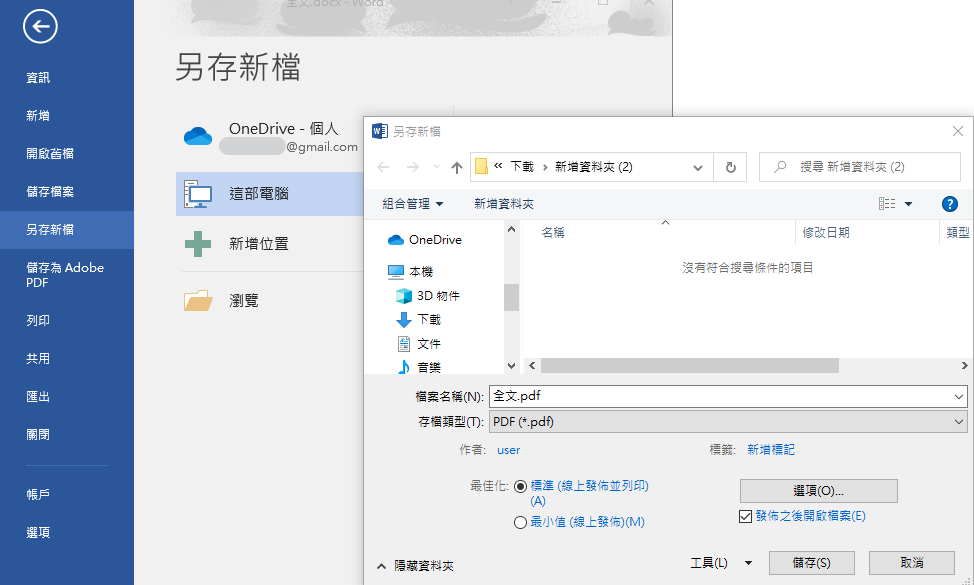 全文.docx - Word
資訊
新增
開啟舊檔
儲存檔案
另存新檔
儲存為 Adobe
PDF
列印
共用
匯出
關閉
帳戶
選項
另存新檔
OneDrive - 個人
@gmail.com
這部電腦
新增位置
瀏覽
另存新檔
« 下載 › 新增資料夾 (2)
搜尋 新增資料夾 (2)
組合管理
新增資料夾
OneDrive
本機
3D 物件
下載
文件
音樂
名稱
修改日期
類型
沒有符合搜尋條件的項目
檔案名稱(N): 全文.pdf
存檔類型(T): PDF (*.pdf)
作者: user
標籤: 新增標記
最佳化: 標準 (線上發佈並列印)
(A)
最小值 (線上發佈)(M)
選項(O)...
發佈之後開啟檔案(E)
隱藏資料夾
工具(L)
儲存(S)
取消